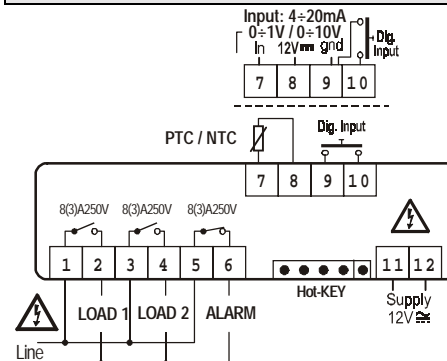 Input: 4÷20mA
0÷1V / 0÷10V
In 12V gnd
Dig. Input
7 8 9 10
PTC / NTC
Dig. Input
7 8 9 10
8(3)A250V 8(3)A250V 8(3)A250V
1 2 3 4 5 6
11 12
Hot-KEY
LOAD 1 LOAD 2 ALARM
Supply
12V
Line